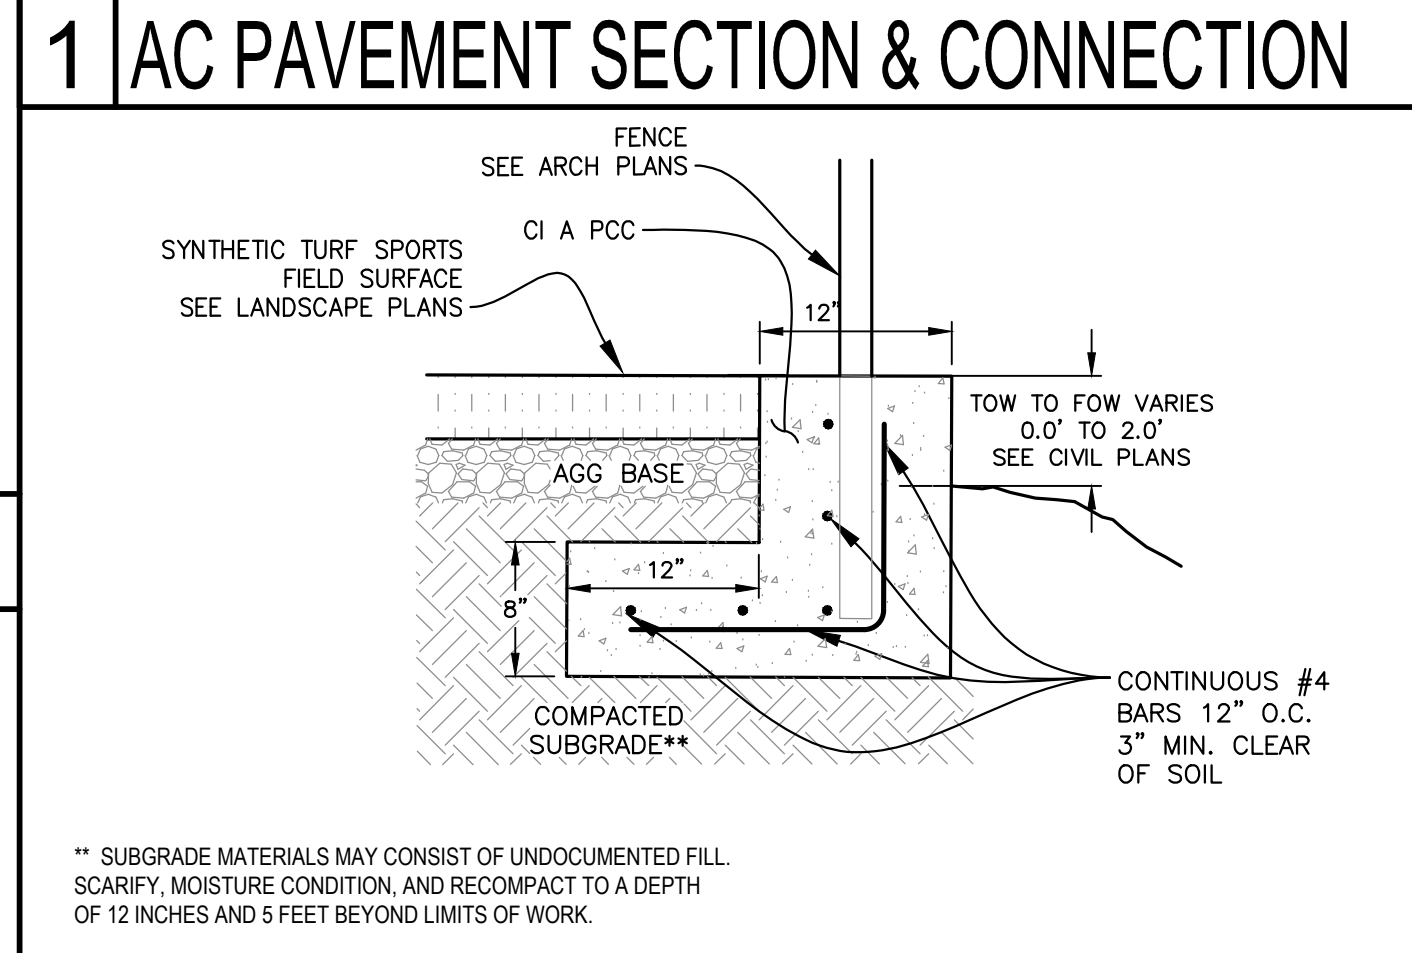 1 AC PAVEMENT SECTION & CONNECTION
FENCE
SEE ARCH PLANS
CI A PCC
SYNTHETIC TURF SPORTS
FIELD SURFACE
SEE LANDSCAPE PLANS
12"
TOW TO FOW VARIES
0.0' TO 2.0'
SEE CIVIL PLANS
AGG BASE
12"
8"
CONTINUOUS #4
BARS 12" O.C.
3" MIN. CLEAR
OF SOIL
COMPACTED
SUBGRADE**
** SUBGRADE MATERIALS MAY CONSIST OF UNDOCUMENTED FILL.
SCARIFY, MOISTURE CONDITION, AND RECOMPACT TO A DEPTH
OF 12 INCHES AND 5 FEET BEYOND LIMITS OF WORK.